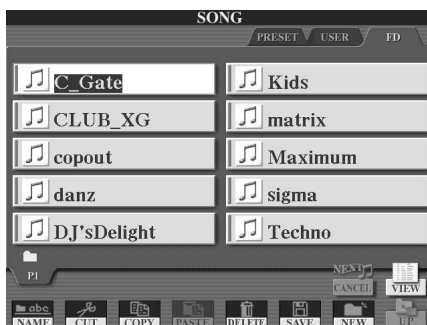 SONG
PRESET USER FD
C_Gate
CLUB_XG
copout
danz
DJ'sDelight
Kids
matrix
Maximum
sigma
Techno
P1
NEXT
CANCEL
VIEW
abc
NAME CUT COPY PASTE DELETE SAVE NEW UP